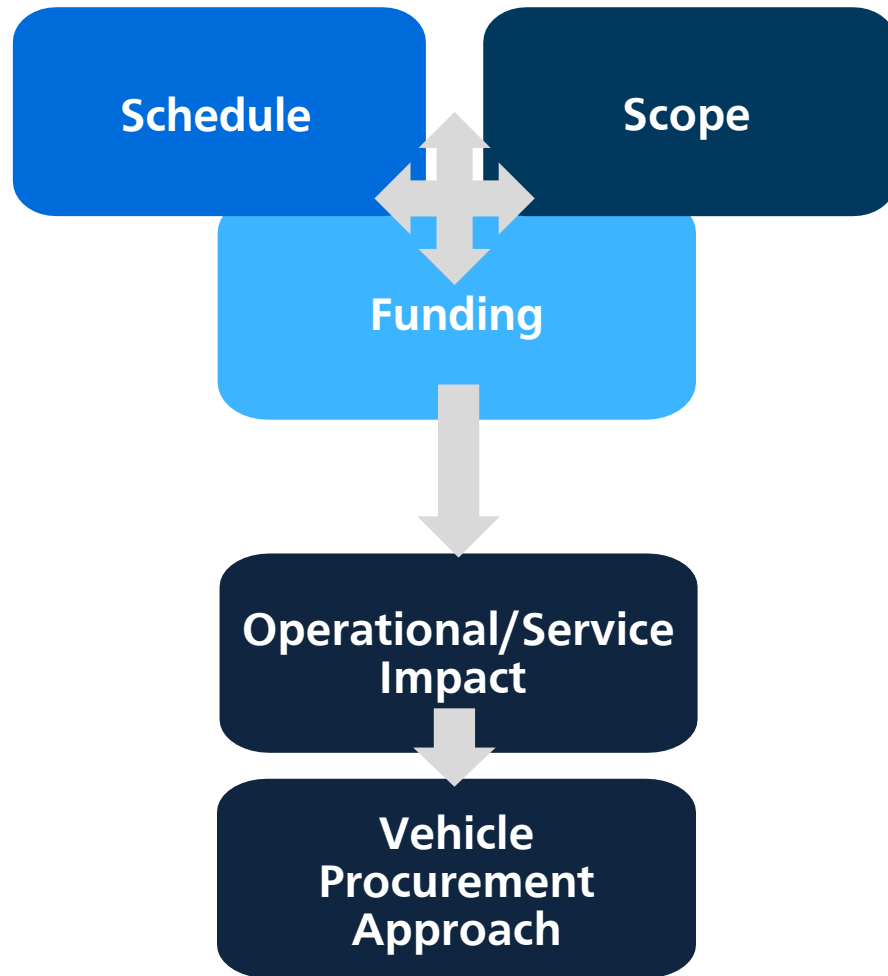 Schedule
Scope
Funding
Operational/Service
Impact
Vehicle
Procurement
Approach